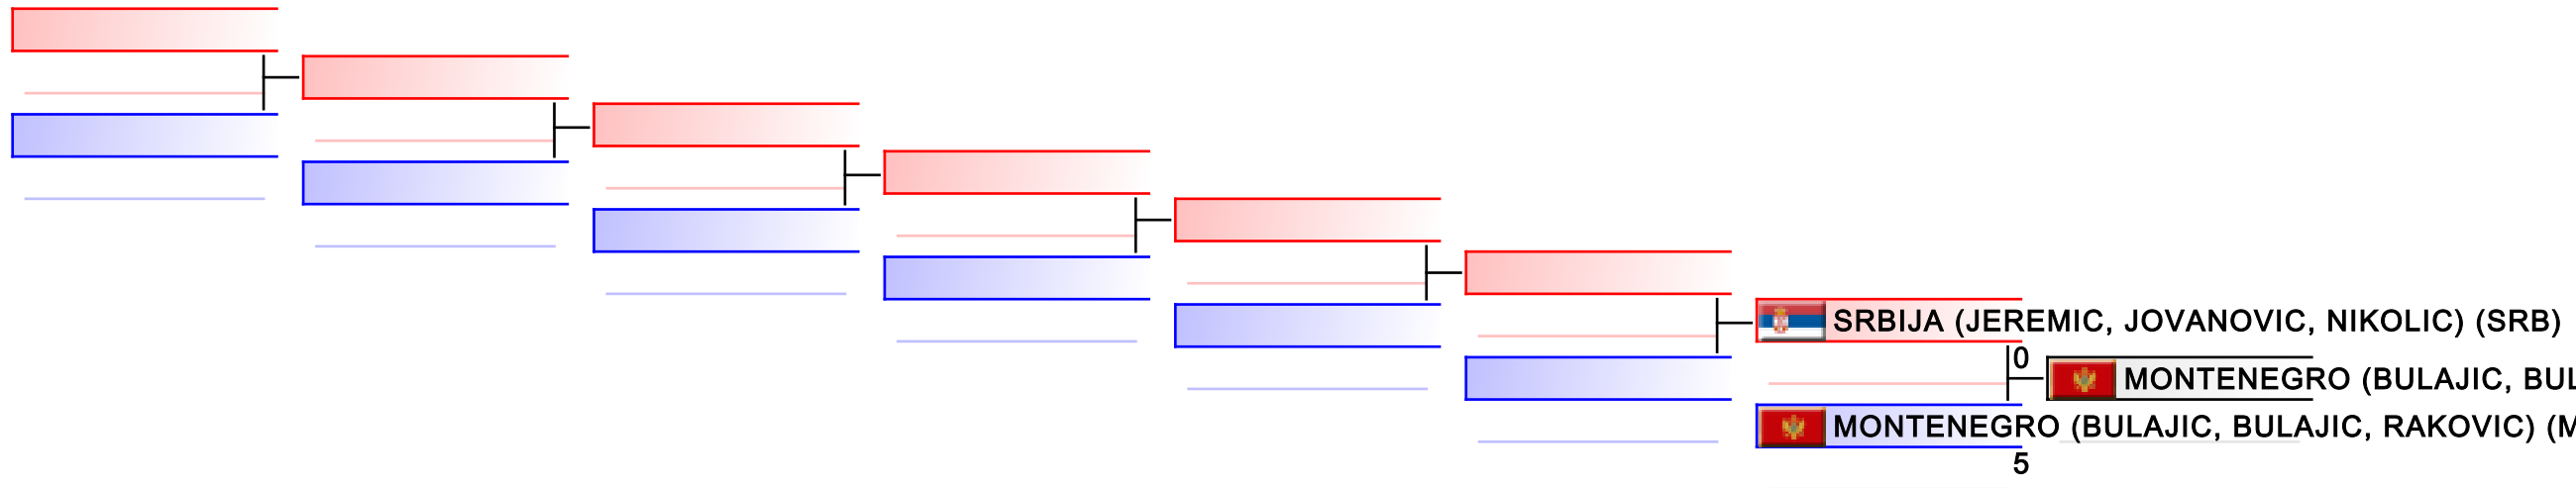 SRBIJA (JEREMIC, JOVANOVIC, NIKOLIC) (SRB)
0
MONTENEGRO (BULAJIC, BUL
MONTENEGRO (BULAJIC, BULAJIC, RAKOVIC) (M
5